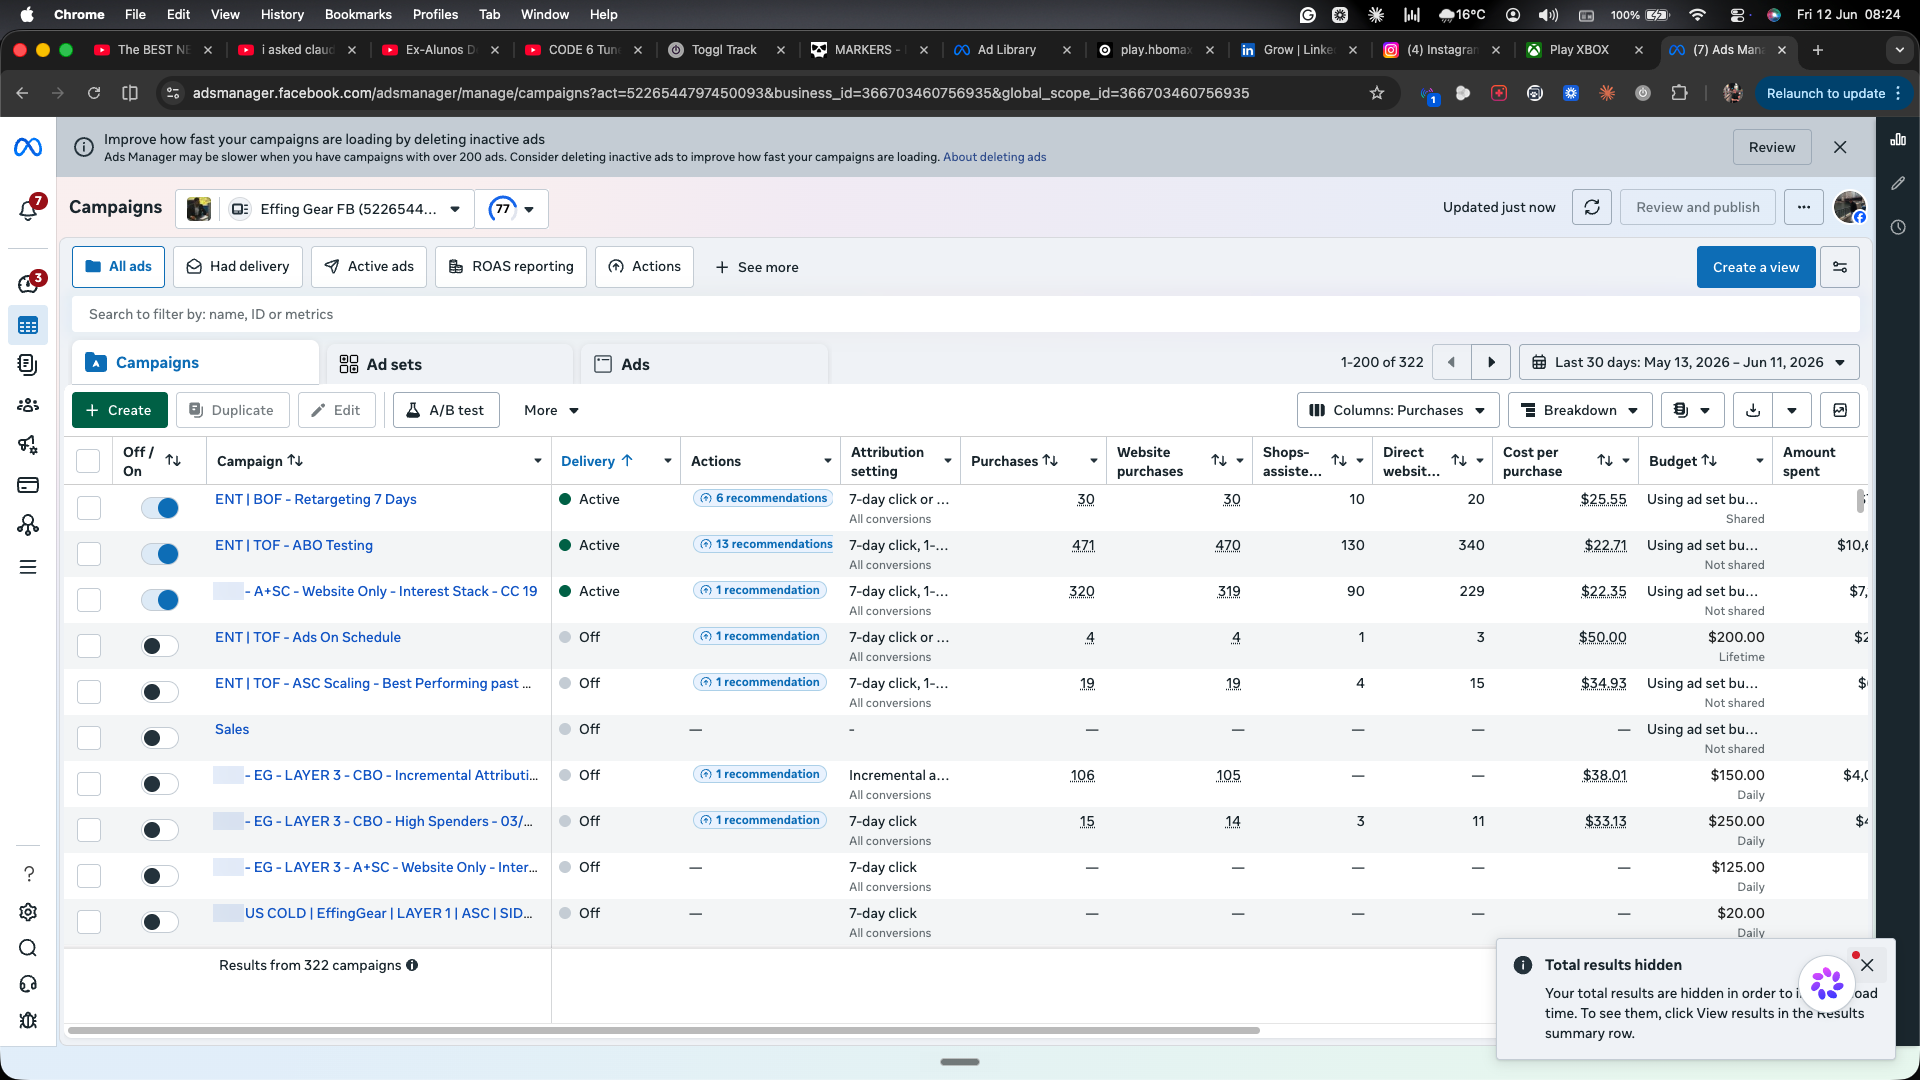 Chrome File Edit View History Bookmarks Profiles Tab Window Help 16°C 100% Fri 12 Jun 08:24
The BEST NE i asked clau Ex-Alunos D CODE 6 Tun Toggl Track MARKERS - Ad Library play.hbomax Grow | Linke (4) Instagram Play XBOX (7) Ads Man
adsmanager.facebook.com/adsmanager/manage/campaigns?act=5226544797450093&business_id=366703460756935&global_scope_id=366703460756935 1 Relaunch to update
Improve how fast your campaigns are loading by deleting inactive ads
Ads Manager may be slower when you have campaigns with over 200 ads. Consider deleting inactive ads to improve how fast your campaigns are loading. About deleting ads
Review
7
Campaigns Effing Gear FB (5226544... 77 Updated just now Review and publish ...
3
All ads Had delivery Active ads ROAS reporting Actions + See more Create a view
Search to filter by: name, ID or metrics
Campaigns Ad sets Ads 1-200 of 322 Last 30 days: May 13, 2026 – Jun 11, 2026
+ Create Duplicate Edit A/B test More Columns: Purchases Breakdown
Off / On Campaign Delivery ↑ Actions Attribution setting Purchases Website purchases Shops-assiste... Direct websit... Cost per purchase Budget Amount spent
ENT | BOF - Retargeting 7 Days Active 6 recommendations 7-day click or ... 30 30 10 20 $25.55 Using ad set bu...
All conversions Shared
ENT | TOF - ABO Testing Active 13 recommendations 7-day click, 1-... 471 470 130 340 $22.71 Using ad set bu... $10,6
All conversions Not shared
- A+SC - Website Only - Interest Stack - CC 19 Active 1 recommendation 7-day click, 1-... 320 319 90 229 $22.35 Using ad set bu... $7,
All conversions Not shared
ENT | TOF - Ads On Schedule Off 1 recommendation 7-day click or ... 4 4 1 3 $50.00 $200.00 $2
All conversions Lifetime
ENT | TOF - ASC Scaling - Best Performing past ... Off 1 recommendation 7-day click, 1-... 19 19 4 15 $34.93 Using ad set bu... $
All conversions Not shared
Sales Off — - — — — — — Using ad set bu...
Not shared
- EG - LAYER 3 - CBO - Incremental Attributi... Off 1 recommendation Incremental a... 106 105 — — $38.01 $150.00 $4,0
All conversions Daily
- EG - LAYER 3 - CBO - High Spenders - 03/... Off 1 recommendation 7-day click 15 14 3 11 $33.13 $250.00 $4
All conversions Daily
- EG - LAYER 3 - A+SC - Website Only - Inter... Off — 7-day click — — — — — $125.00
All conversions Daily
US COLD | EffingGear | LAYER 1 | ASC | SID... Off — 7-day click — — — — — $20.00
All conversions Daily
Results from 322 campaigns
Total results hidden
Your total results are hidden in order to i oad
time. To see them, click View results in the Results
summary row.